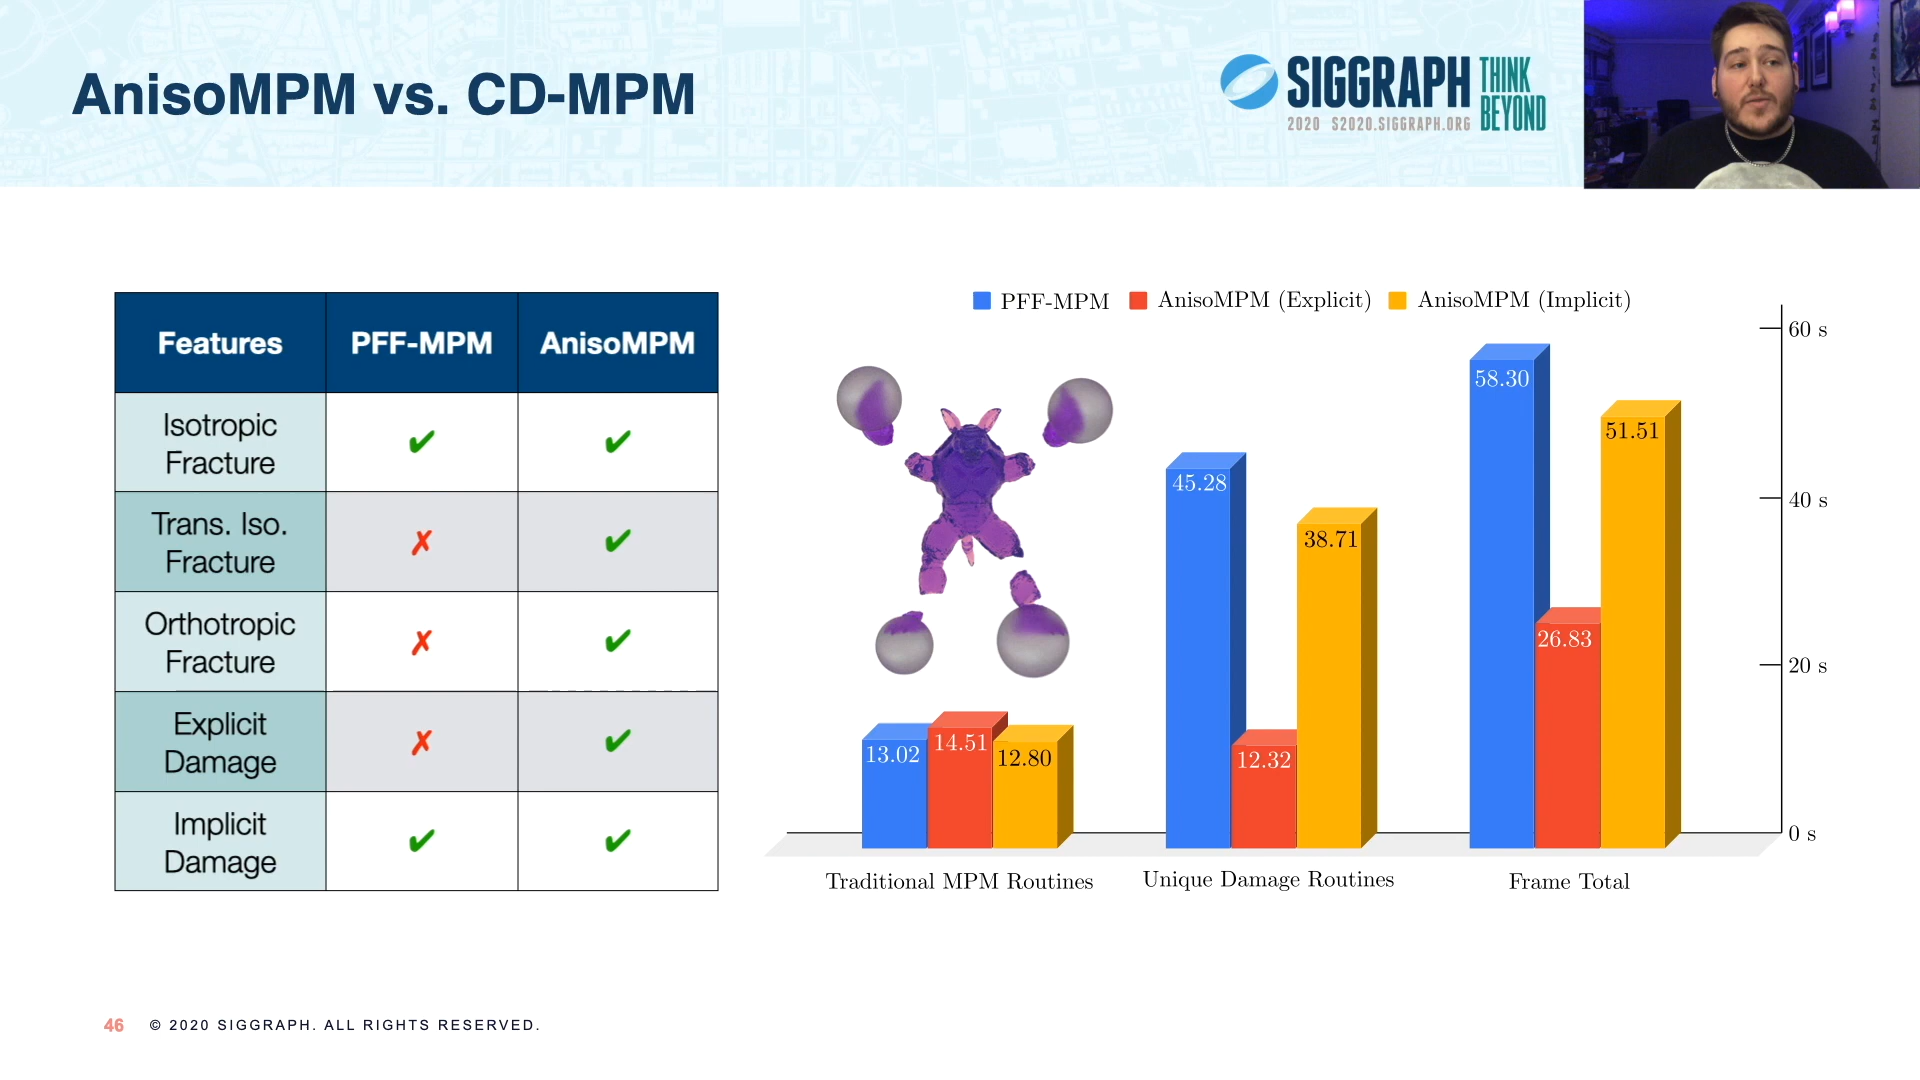 AnisoMPM vs. CD-MPM
SIGGRAPH
THINK
BEYOND
2020 S2020.SIGGRAPH.ORG
Features PFF-MPM AnisoMPM
Isotropic
Fracture
✔ ✔
Trans. Iso.
Fracture
✗ ✔
Orthotropic
Fracture
✗ ✔
Explicit
Damage
✗ ✔
Implicit
Damage
✔ ✔
PFF-MPM AnisoMPM (Explicit) AnisoMPM (Implicit)
60 s
40 s
20 s
0 s
13.02 14.51 12.80
45.28 12.32 38.71
58.30 26.83 51.51
Traditional MPM Routines Unique Damage Routines Frame Total
46 © 2020 SIGGRAPH. ALL RIGHTS RESERVED.